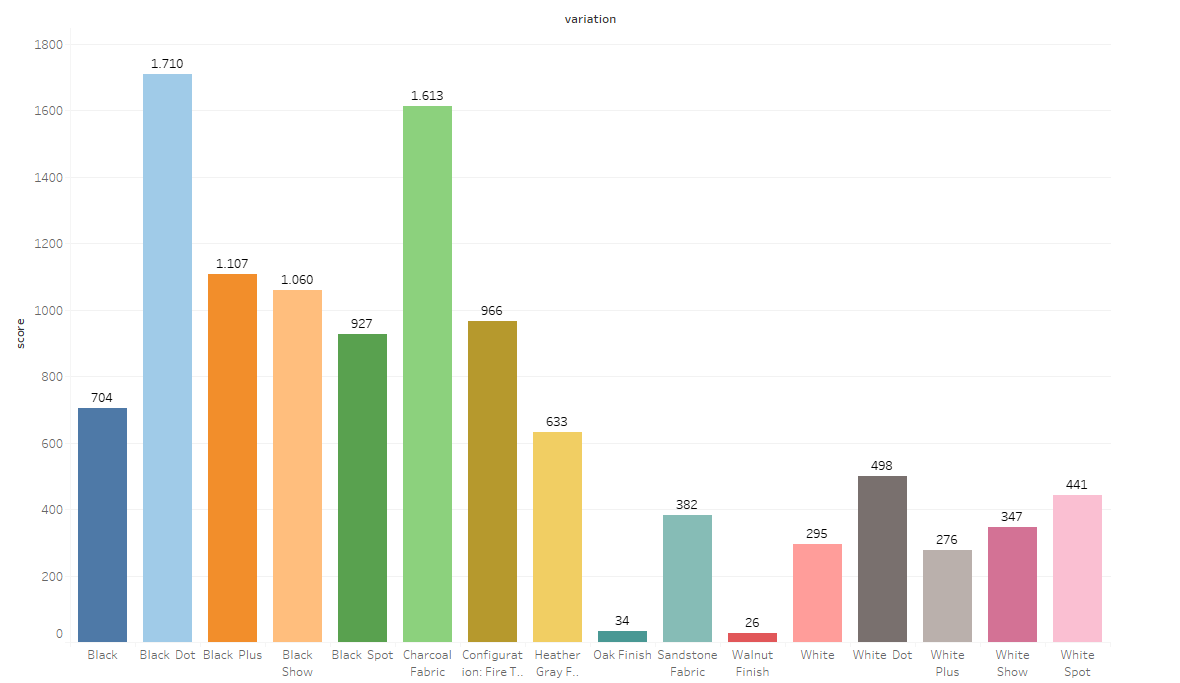 variation
score
1800
1600
1400
1200
1000
800
600
400
200
0
704
1.710
1.107
1.060
927
1.613
966
633
34
382
26
295
498
276
347
441
Black
Black Dot
Black Plus
Black
Show
Black Spot
Charcoal
Fabric
Configurat
ion: Fire T..
Heather
Gray F..
Oak Finish
Sandstone
Fabric
Walnut
Finish
White
White Dot
White
Plus
White
Show
White
Spot